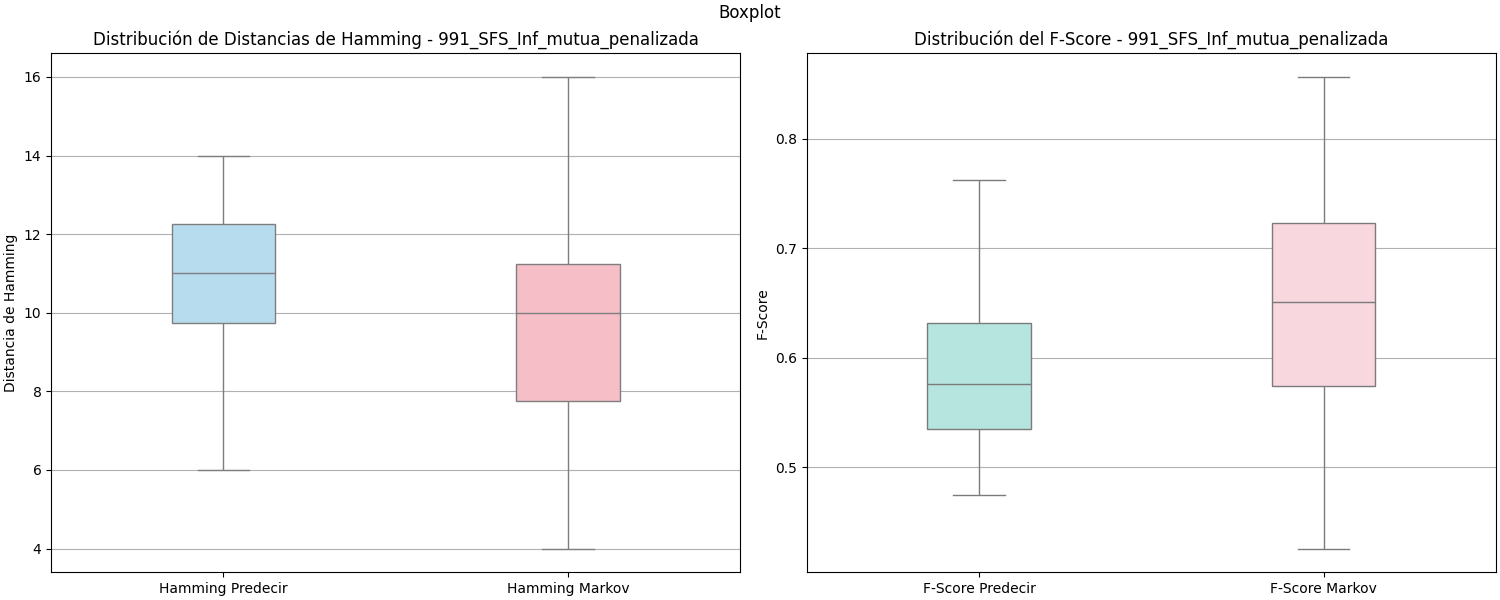 Boxplot
Distribución de Distancias de Hamming - 991_SFS_Inf_mutua_penalizada
Distancia de Hamming
16
14
12
10
8
6
4
Hamming Predecir
Hamming Markov
Distribución del F-Score - 991_SFS_Inf_mutua_penalizada
F-Score
0.8
0.7
0.6
0.5
F-Score Predecir
F-Score Markov